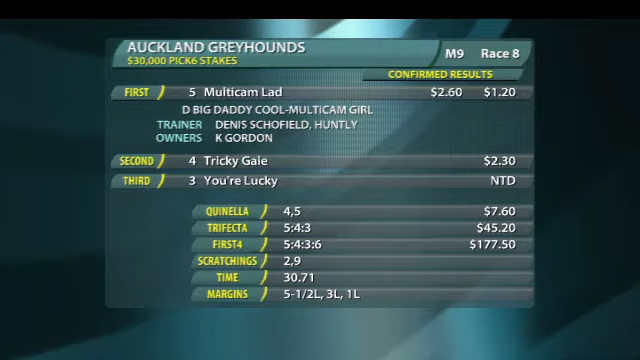 AUCKLAND GREYHOUNDS
$30,000 PICK6 STAKES
M9 Race 8
CONFIRMED RESULTS
FIRST 5 Multicam Lad $2.60 $1.20
D BIG DADDY COOL-MULTICAM GIRL
TRAINER DENIS SCHOFIELD, HUNTLY
OWNERS K GORDON
SECOND 4 Tricky Gale $2.30
THIRD 3 You're Lucky NTD
QUINELLA 4,5 $7.60
TRIFECTA 5:4:3 $45.20
FIRST4 5:4:3:6 $177.50
SCRATCHINGS 2,9
TIME 30.71
MARGINS 5-1/2L, 3L, 1L